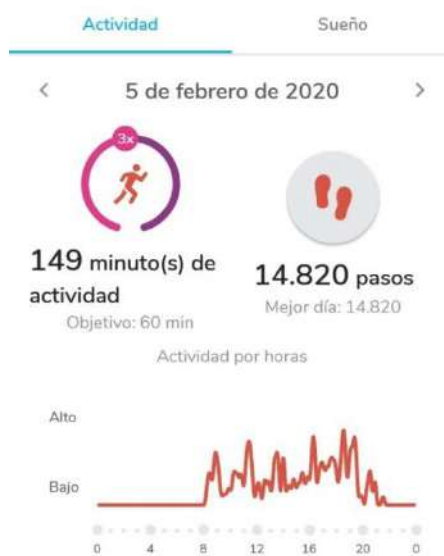 Actividad
Sueño
< 5 de febrero de 2020 >
3x
149 minuto(s) de
actividad
Objetivo: 60 min
14.820 pasos
Mejor día: 14.820
Actividad por horas
Alto
Bajo
0 4 8 12 16 20 0